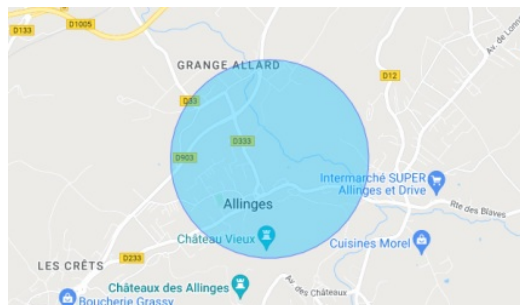 D133
D1005
Av. de Lon
GRANGE ALLARD
D12
D33
D333
D903
Intermarché SUPER
Allinges et Drive
Allinges
Rte des Blaves
Château Vieux
Cuisines Morel
D233
LES CRÊTS
Av. des Châteaux
Châteaux des Allinges
Boucherie Grassy